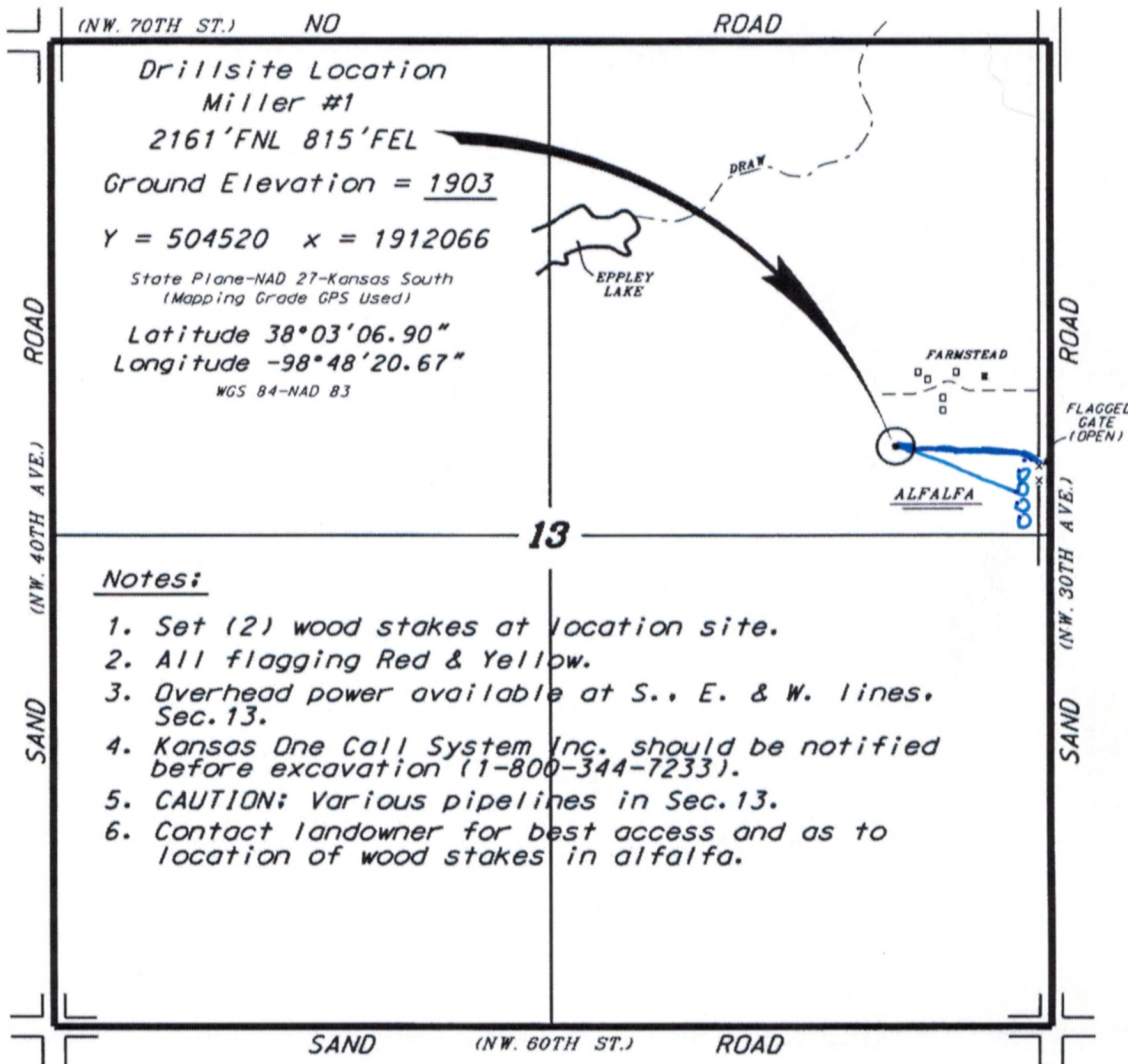 (NW. 70TH ST.) NO ROAD
Drillsite Location
Miller #1
2161'FNL 815'FEL
Ground Elevation = 1903
Y = 504520 x = 1912066
State Plane-NAD 27-Kansas South
(Mapping Grade GPS Used)
Latitude 38°03'06.90"
Longitude -98°48'20.67"
WGS 84-NAD 83
DRAW
EPPLEY
LAKE
FARMSTEAD
FLAGGED
GATE
(OPEN)
ALFALFA
SAND (NW. 40TH AVE.) ROAD
SAND (NW. 30TH AVE.) ROAD
13
Notes:
1. Set (2) wood stakes at location site.
2. All flagging Red & Yellow.
3. Overhead power available at S., E. & W. lines,
Sec. 13.
4. Kansas One Call System Inc. should be notified
before excavation (1-800-344-7233).
5. CAUTION: Various pipelines in Sec. 13.
6. Contact landowner for best access and as to
location of wood stakes in alfalfa.
SAND (NW. 60TH ST.) ROAD